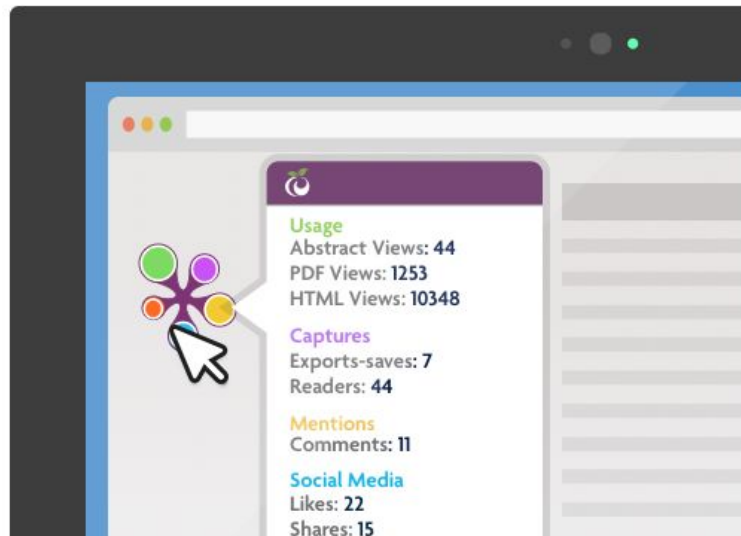 Usage
Abstract Views: 44
PDF Views: 1253
HTML Views: 10348
Captures
Exports-saves: 7
Readers: 44
Mentions
Comments: 11
Social Media
Likes: 22
Shares: 15